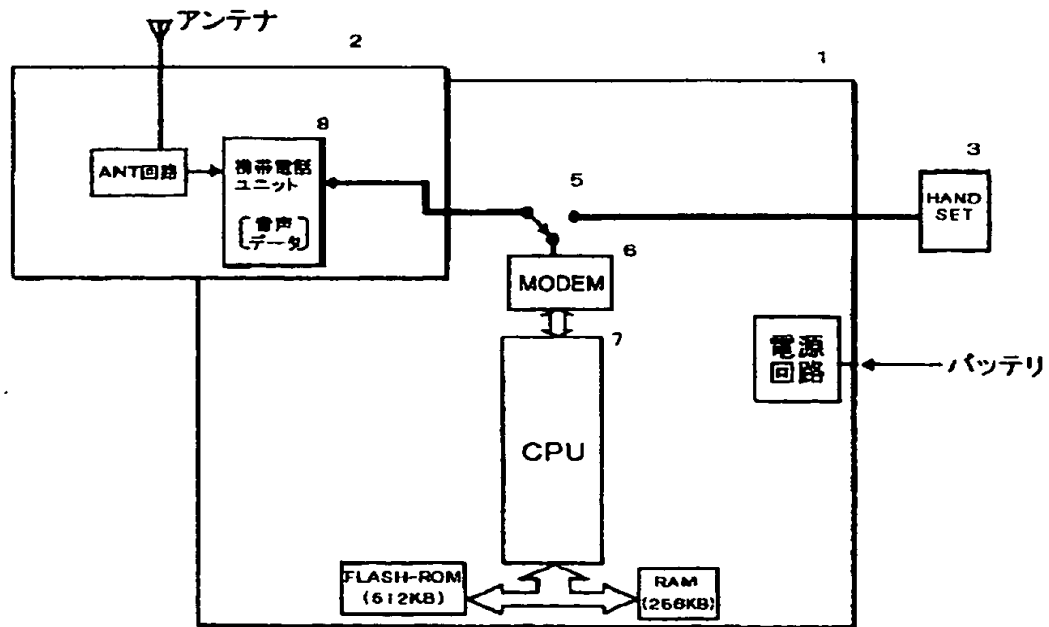 アンテナ
2
1
8
ANT回路
携帯電話
ユニット
[音声
データ]
5
3
HAND
SET
6
MODEM
7
電源
回路
バッテリ
CPU
FLASH-ROM
(512KB)
RAM
(256KB)